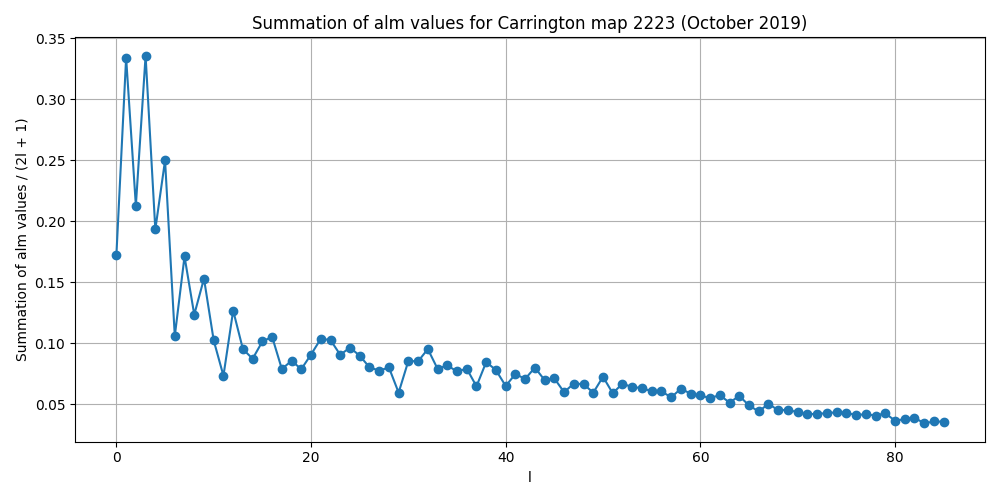 Summation of alm values for Carrington map 2223 (October 2019)
Summation of alm values / (2l + 1)
0.35
0.30
0.25
0.20
0.15
0.10
0.05
0 20 40 60 80
l